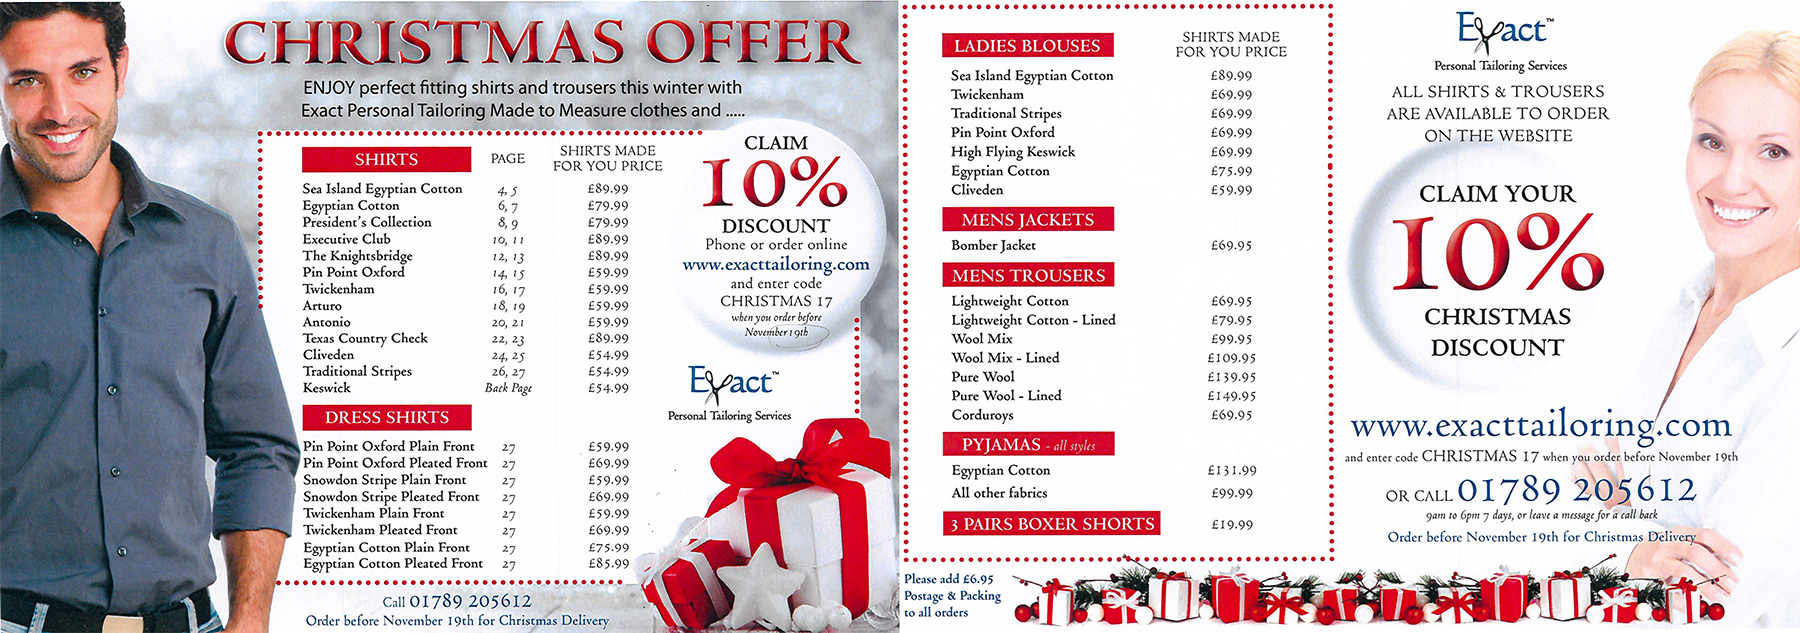 CHRISTMAS OFFER
ENJOY perfect fitting shirts and trousers this winter with
Exact Personal Tailoring Made to Measure clothes and .....
SHIRTS PAGE SHIRTS MADE
FOR YOU PRICE
Sea Island Egyptian Cotton 4, 5 £89.99
Egyptian Cotton 6, 7 £79.99
President's Collection 8, 9 £79.99
Executive Club 10, 11 £89.99
The Knightsbridge 12, 13 £89.99
Pin Point Oxford 14, 15 £59.99
Twickenham 16, 17 £59.99
Arturo 18, 19 £59.99
Antonio 20, 21 £59.99
Texas Country Check 22, 23 £89.99
Cliveden 24, 25 £54.99
Traditional Stripes 26, 27 £54.99
Keswick Back Page £54.99
DRESS SHIRTS
Pin Point Oxford Plain Front 27 £59.99
Pin Point Oxford Pleated Front 27 £69.99
Snowdon Stripe Plain Front 27 £59.99
Snowdon Stripe Pleated Front 27 £69.99
Twickenham Plain Front 27 £59.99
Twickenham Pleated Front 27 £69.99
Egyptian Cotton Plain Front 27 £75.99
Egyptian Cotton Pleated Front 27 £85.99
Call 01789 205612
Order before November 19th for Christmas Delivery
CLAIM
10%
DISCOUNT
Phone or order online
www.exacttailoring.com
and enter code
CHRISTMAS 17
when you order before
November 19th
Exact™
Personal Tailoring Services
LADIES BLOUSES SHIRTS MADE
FOR YOU PRICE
Sea Island Egyptian Cotton £89.99
Twickenham £69.99
Traditional Stripes £69.99
Pin Point Oxford £69.99
High Flying Keswick £69.99
Egyptian Cotton £75.99
Cliveden £59.99
MENS JACKETS
Bomber Jacket £69.95
MENS TROUSERS
Lightweight Cotton £69.95
Lightweight Cotton - Lined £79.95
Wool Mix £99.95
Wool Mix - Lined £109.95
Pure Wool £139.95
Pure Wool - Lined £149.95
Corduroys £69.95
PYJAMAS - all styles
Egyptian Cotton £131.99
All other fabrics £99.99
3 PAIRS BOXER SHORTS £19.99
Please add £6.95
Postage & Packing
to all orders
Exact™
Personal Tailoring Services
ALL SHIRTS & TROUSERS
ARE AVAILABLE TO ORDER
ON THE WEBSITE
CLAIM YOUR
10%
CHRISTMAS
DISCOUNT
www.exacttailoring.com
and enter code CHRISTMAS 17 when you order before November 19th
OR CALL 01789 205612
9am to 6pm 7 days, or leave a message for a call back
Order before November 19th for Christmas Delivery